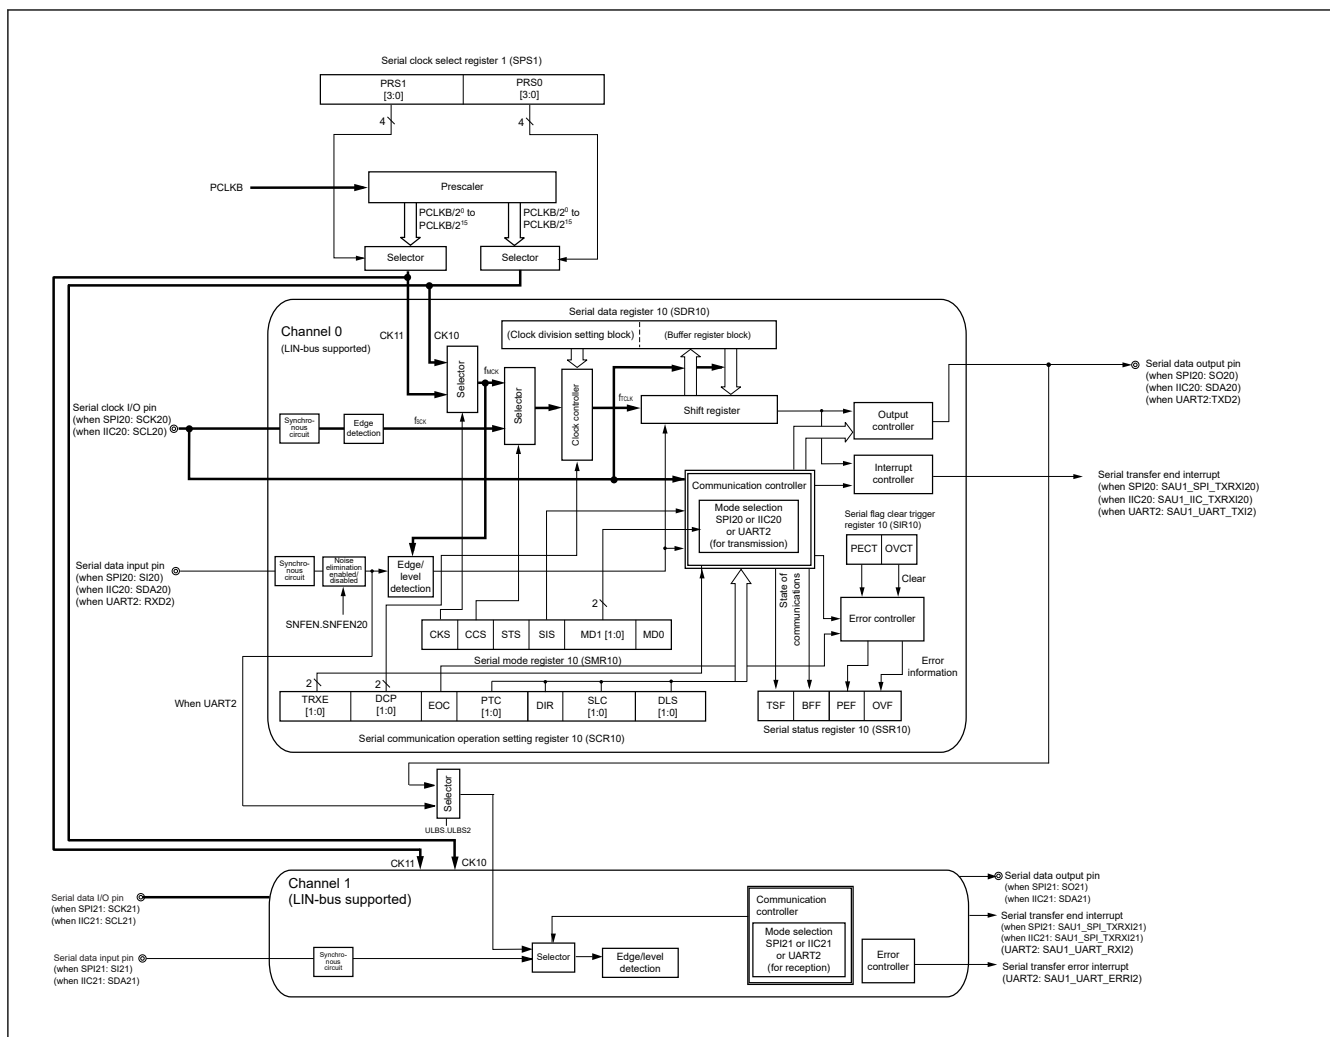 Serial clock select register 1 (SPS1)
PRS1
[3:0]
PRS0
[3:0]
4
4
PCLKB
Prescaler
PCLKB/2⁰ to
PCLKB/2¹⁵
PCLKB/2⁰ to
PCLKB/2¹⁵
Selector
Selector
Channel 0
(LIN-bus supported)
CK11
CK10
Serial data register 10 (SDR10)
(Clock division setting block)
(Buffer register block)
Selector
fMCK
Selector
Clock controller
fTCLK
Shift register
Output
controller
Serial data output pin
(when SPI20: SO20)
(when IIC20: SDA20)
(when UART2:TXD2)
Serial clock I/O pin
(when SPI20: SCK20)
(when IIC20: SCL20)
Synchro-
nous
circuit
Edge
detection
fSCK
Interrupt
controller
Serial transfer end interrupt
(when SPI20: SAU1_SPI_TXRXI20)
(when IIC20: SAU1_IIC_TXRXI20)
(when UART2: SAU1_UART_TXI2)
Communication controller
Mode selection
SPI20 or IIC20
or UART2
(for transmission)
Serial flag clear trigger
register 10 (SIR10)
PECT
OVCT
Clear
Serial data input pin
(when SPI20: SI20)
(when IIC20: SDA20)
(when UART2: RXD2)
Synchro-
nous
circuit
Noise
elimination
enabled/
disabled
Edge/
level
detection
SNFEN.SNFEN20
2
State of
communications
Error controller
Error
information
CKS
CCS
STS
SIS
MD1 [1:0]
MD0
Serial mode register 10 (SMR10)
When UART2
2
2
TRXE
[1:0]
DCP
[1:0]
EOC
PTC
[1:0]
DIR
SLC
[1:0]
DLS
[1:0]
Serial communication operation setting register 10 (SCR10)
TSF
BFF
PEF
OVF
Serial status register 10 (SSR10)
Selector
ULBS.ULBS2
CK11
CK10
Channel 1
(LIN-bus supported)
Serial data I/O pin
(when SPI21: SCK21)
(when IIC21: SCL21)
Serial data input pin
(when SPI21: SI21)
(when IIC21: SDA21)
Synchro-
nous
circuit
Selector
Edge/level
detection
Communication
controller
Mode selection
SPI21 or IIC21
or UART2
(for reception)
Error
controller
Serial data output pin
(when SPI21: SO21)
(when IIC21: SDA21)
Serial transfer end interrupt
(when SPI21: SAU1_SPI_TXRXI21)
(when IIC21: SAU1_SPI_TXRXI21)
(UART2: SAU1_UART_RXI2)
Serial transfer error interrupt
(UART2: SAU1_UART_ERRI2)